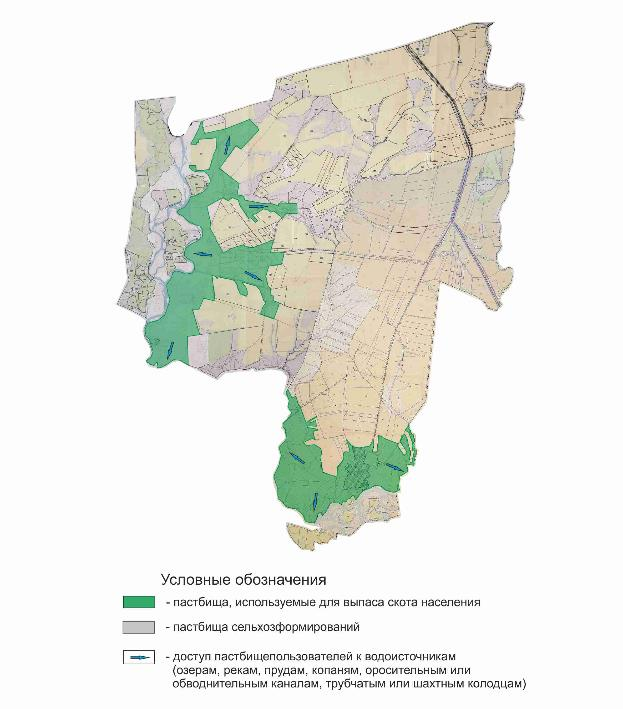 Условные обозначения
- пастбища, используемые для выпаса скота населения
- пастбища сельхозформирований
- доступ пастбищепользователей к водоисточникам
(озерам, рекам, прудам, копаням, оросительным или
обводнительным каналам, трубчатым или шахтным колодцам)